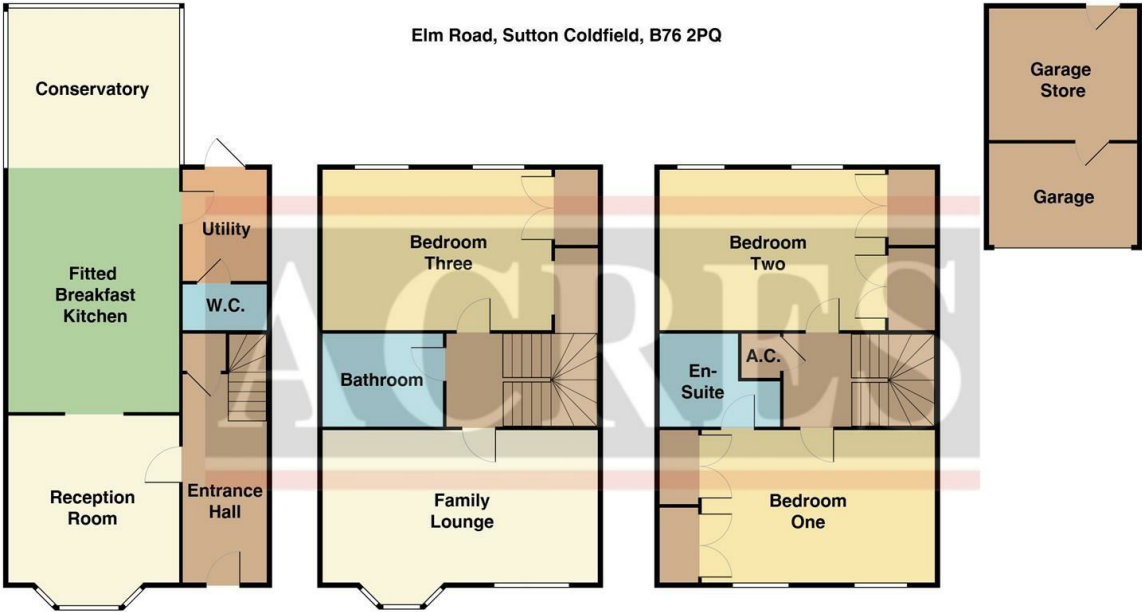 Elm Road, Sutton Coldfield, B76 2PQ
Conservatory
Fitted
Breakfast
Kitchen
Utility
W.C.
Reception
Room
Entrance
Hall
Bedroom
Three
Bathroom
Family
Lounge
Bedroom
Two
A.C.
En-
Suite
Bedroom
One
Garage
Store
Garage
ACRES